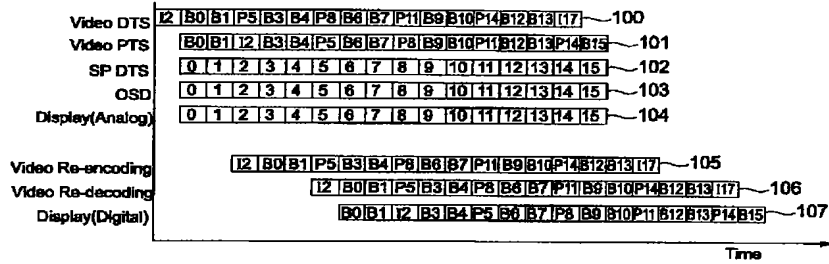 Video DTS I2 B0 B1 P5 B3 B4 P8 B6 B7 P11 B9 B10 P14 B12 B13 I17 100
Video PTS B0 B1 I2 B3 B4 P5 B6 B7 P8 B9 B10 P11 B12 B13 P14 B15 101
SP DTS 0 1 2 3 4 5 6 7 8 9 10 11 12 13 14 15 102
OSD 0 1 2 3 4 5 6 7 8 9 10 11 12 13 14 15 103
Display(Analog) 0 1 2 3 4 5 6 7 8 9 10 11 12 13 14 15 104
Video Re-encoding I2 B0 B1 P5 B3 B4 P8 B6 B7 P11 B9 B10 P14 B12 B13 I17 105
Video Re-decoding I2 B0 B1 P5 B3 B4 P8 B6 B7 P11 B9 B10 P14 B12 B13 I17 106
Display(Digital) B0 B1 I2 B3 B4 P5 B6 B7 P8 B9 B10 P11 B12 B13 P14 B15 107
Time